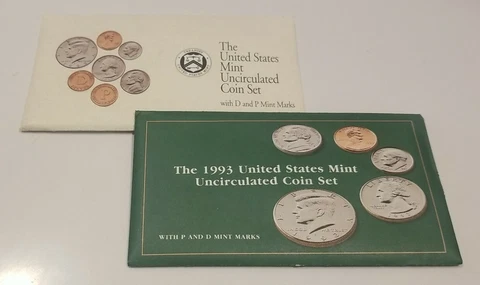 The
United States
Mint
Uncirculated
Coin Set
with D and P Mint Marks
The 1993 United States Mint
Uncirculated Coin Set
WITH P AND D MINT MARKS